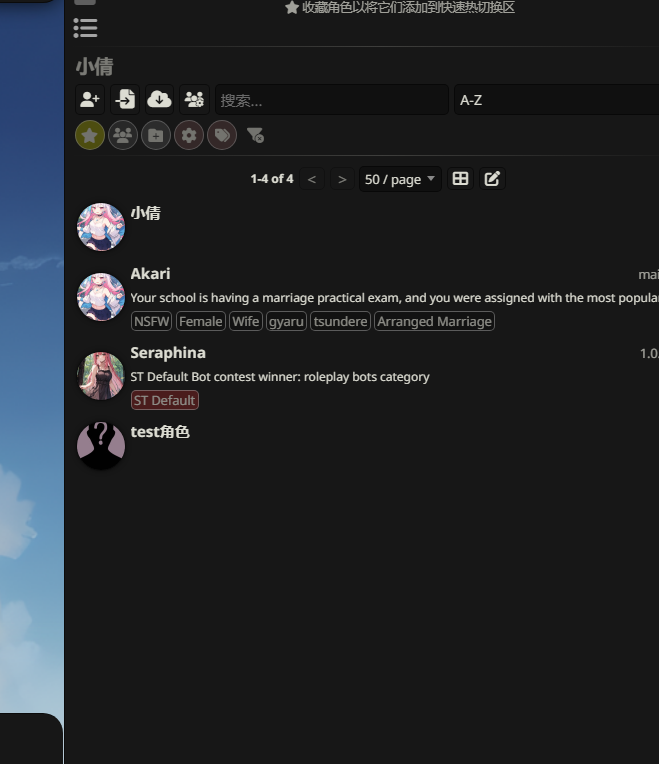 收藏角色以将它们添加到快速热切换区
小倩
搜索... A-Z
1-4 of 4 < > 50 / page
小倩
Akari mai
Your school is having a marriage practical exam, and you were assigned with the most popular
NSFW Female Wife gyaru tsundere Arranged Marriage
Seraphina 1.0.
ST Default Bot contest winner: roleplay bots category
ST Default
test角色